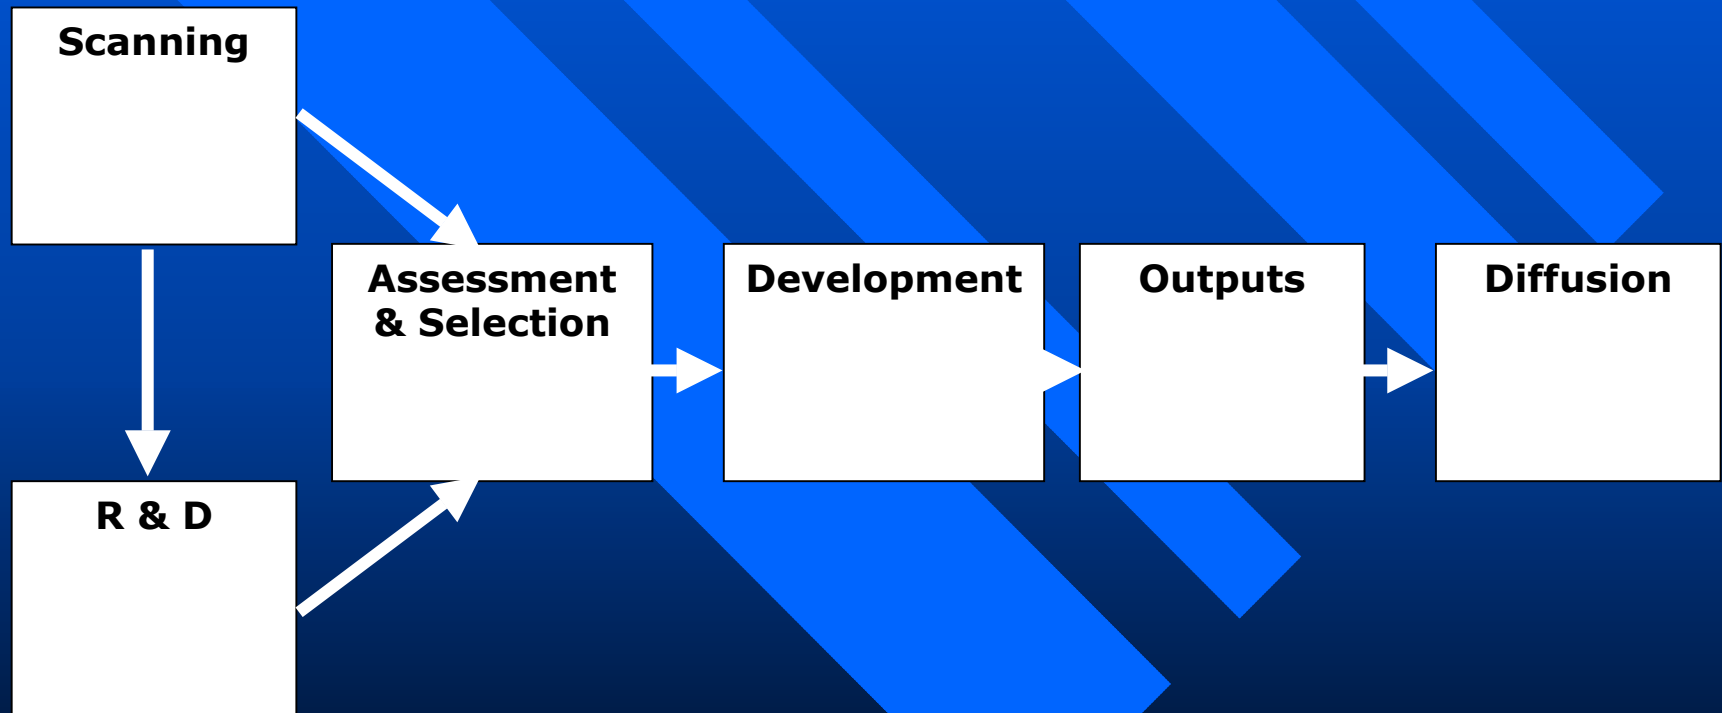 Scanning
Assessment
& Selection
Development
Outputs
Diffusion
R & D